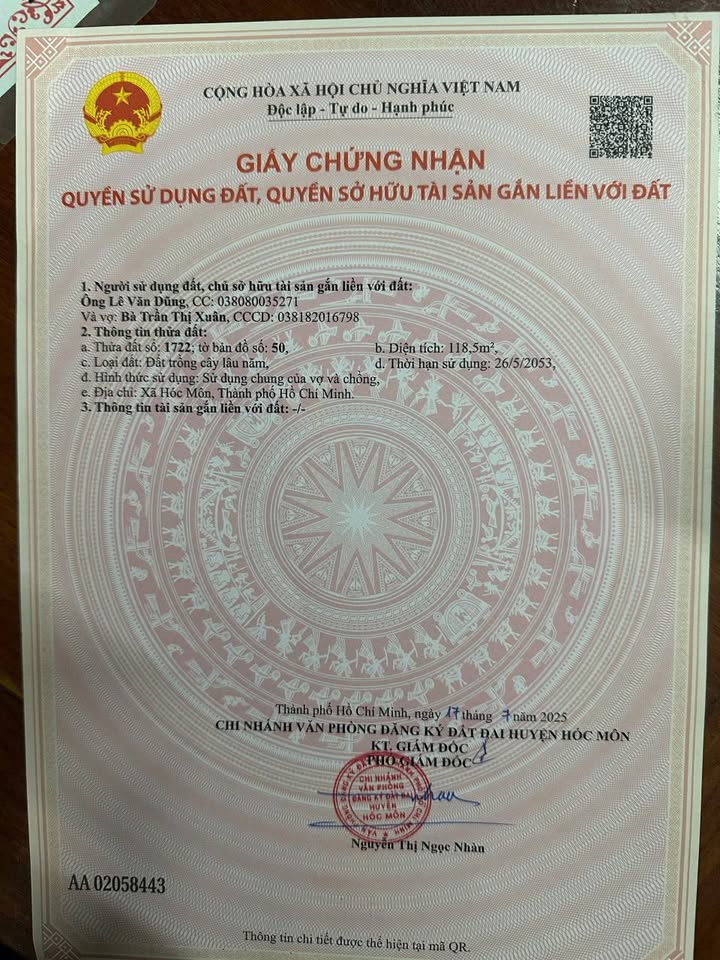 CỘNG HÒA XÃ HỘI CHỦ NGHĨA VIỆT NAM
Độc lập - Tự do - Hạnh phúc
GIẤY CHỨNG NHẬN
QUYỀN SỬ DỤNG ĐẤT, QUYỀN SỞ HỮU TÀI SẢN GẮN LIỀN VỚI ĐẤT
1. Người sử dụng đất, chủ sở hữu tài sản gắn liền với đất:
Ông Lê Văn Dũng, CC: 038080035271
Và vợ: Bà Trần Thị Xuân, CCCD: 038182016798
2. Thông tin thửa đất:
a. Thửa đất số: 1722; tờ bản đồ số: 50, b. Diện tích: 118,5m²,
c. Loại đất: Đất trồng cây lâu năm, d. Thời hạn sử dụng: 26/5/2053,
đ. Hình thức sử dụng: Sử dụng chung của vợ và chồng,
e. Địa chỉ: Xã Hóc Môn, Thành phố Hồ Chí Minh.
3. Thông tin tài sản gắn liền với đất: -/-
Thành phố Hồ Chí Minh, ngày 17 tháng 7 năm 2025
CHI NHÁNH VĂN PHÒNG ĐĂNG KÝ ĐẤT ĐAI HUYỆN HÓC MÔN
KT. GIÁM ĐỐC
PHÓ GIÁM ĐỐC
CHI NHÁNH
VĂN PHÒNG
ĐĂNG KÝ ĐẤT ĐAI
HUYỆN
HÓC MÔN
Nguyễn Thị Ngọc Nhàn
AA 02058443
Thông tin chi tiết được thể hiện tại mã QR.